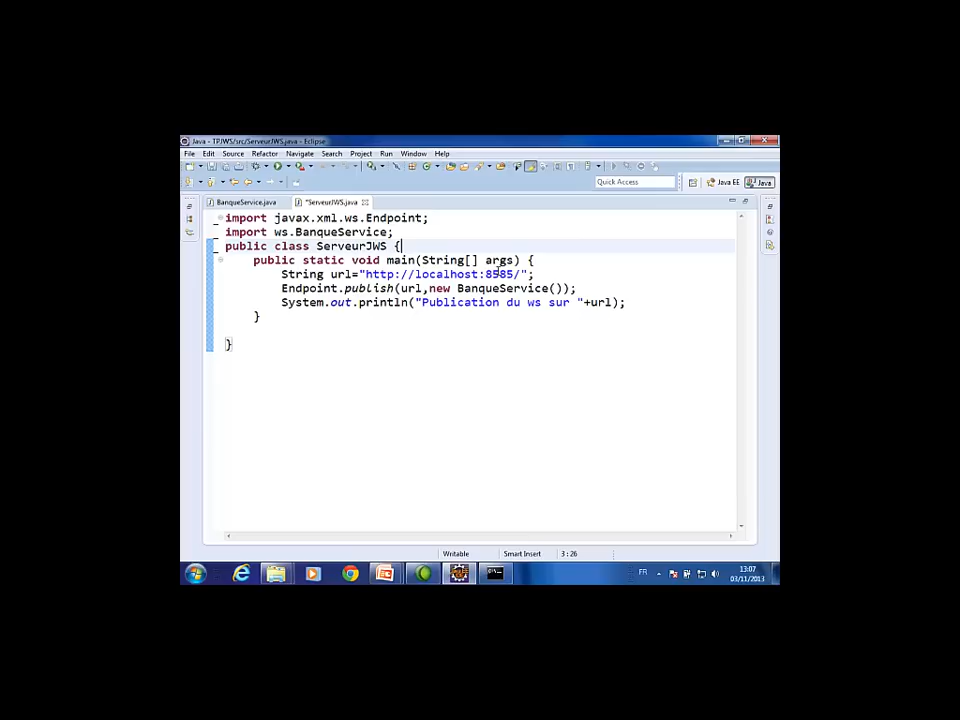 Java - TPJWS/src/ServeurJWS.java - Eclipse
File Edit Source Refactor Navigate Search Project Run Window Help
Quick Access Java EE Java
BanqueService.java *ServeurJWS.java
import javax.xml.ws.Endpoint;
import ws.BanqueService;
public class ServeurJWS {
public static void main(String[] args) {
String url="http://localhost:8585/";
Endpoint.publish(url,new BanqueService());
System.out.println("Publication du ws sur "+url);
}
}
Writable Smart Insert 3 : 26
FR 13:07
03/11/2013